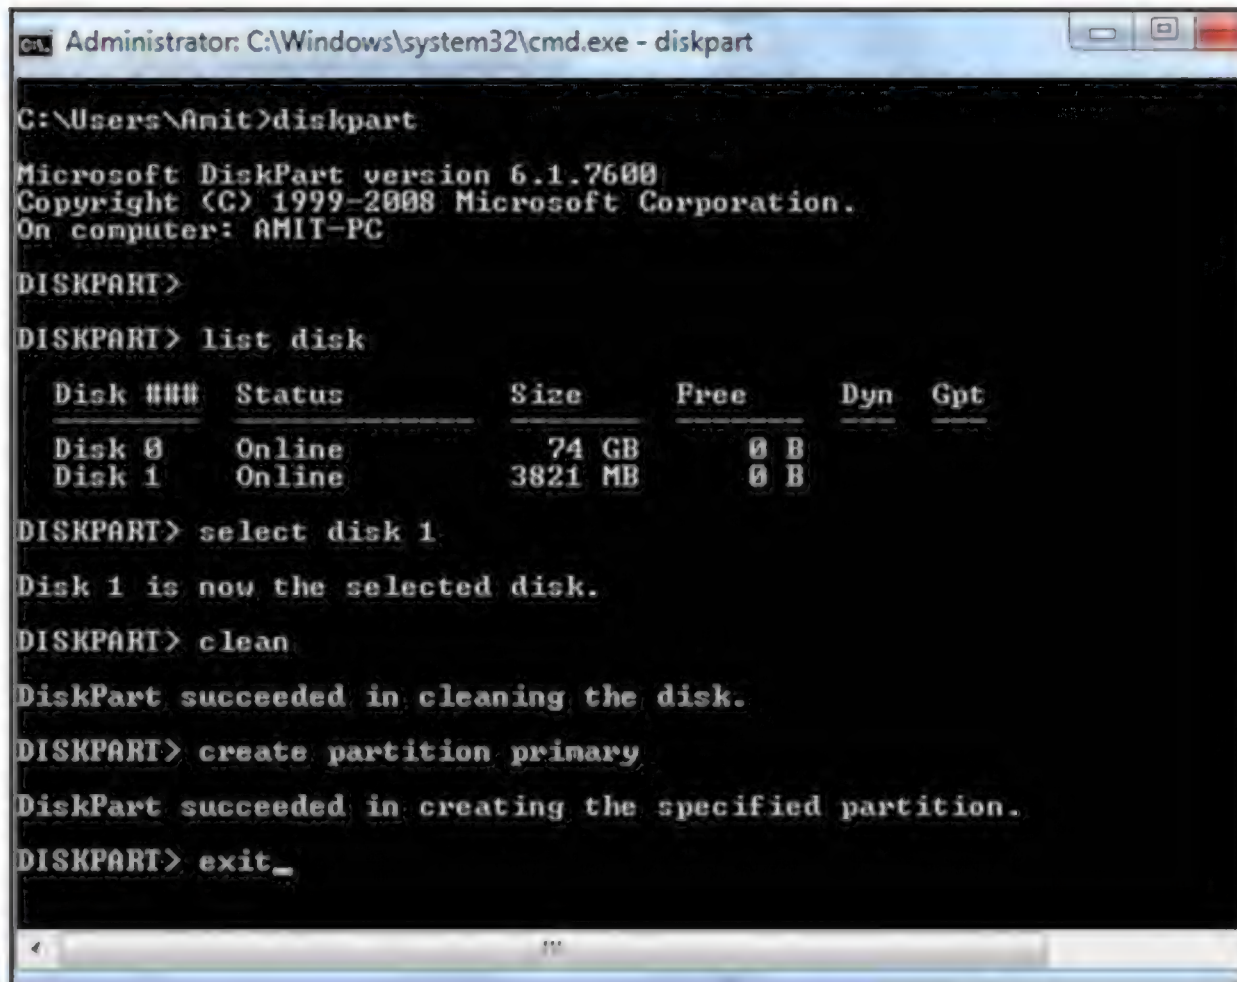 Administrator: C:\Windows\system32\cmd.exe - diskpart
C:\Users\Amit>diskpart
Microsoft DiskPart version 6.1.7600
Copyright (C) 1999-2008 Microsoft Corporation.
On computer: AMIT-PC
DISKPART>
DISKPART> list disk
Disk ### Status Size Free Dyn Gpt
Disk 0 Online 74 GB 0 B
Disk 1 Online 3821 MB 0 B
DISKPART> select disk 1
Disk 1 is now the selected disk.
DISKPART> clean
DiskPart succeeded in cleaning the disk.
DISKPART> create partition primary
DiskPart succeeded in creating the specified partition.
DISKPART> exit_